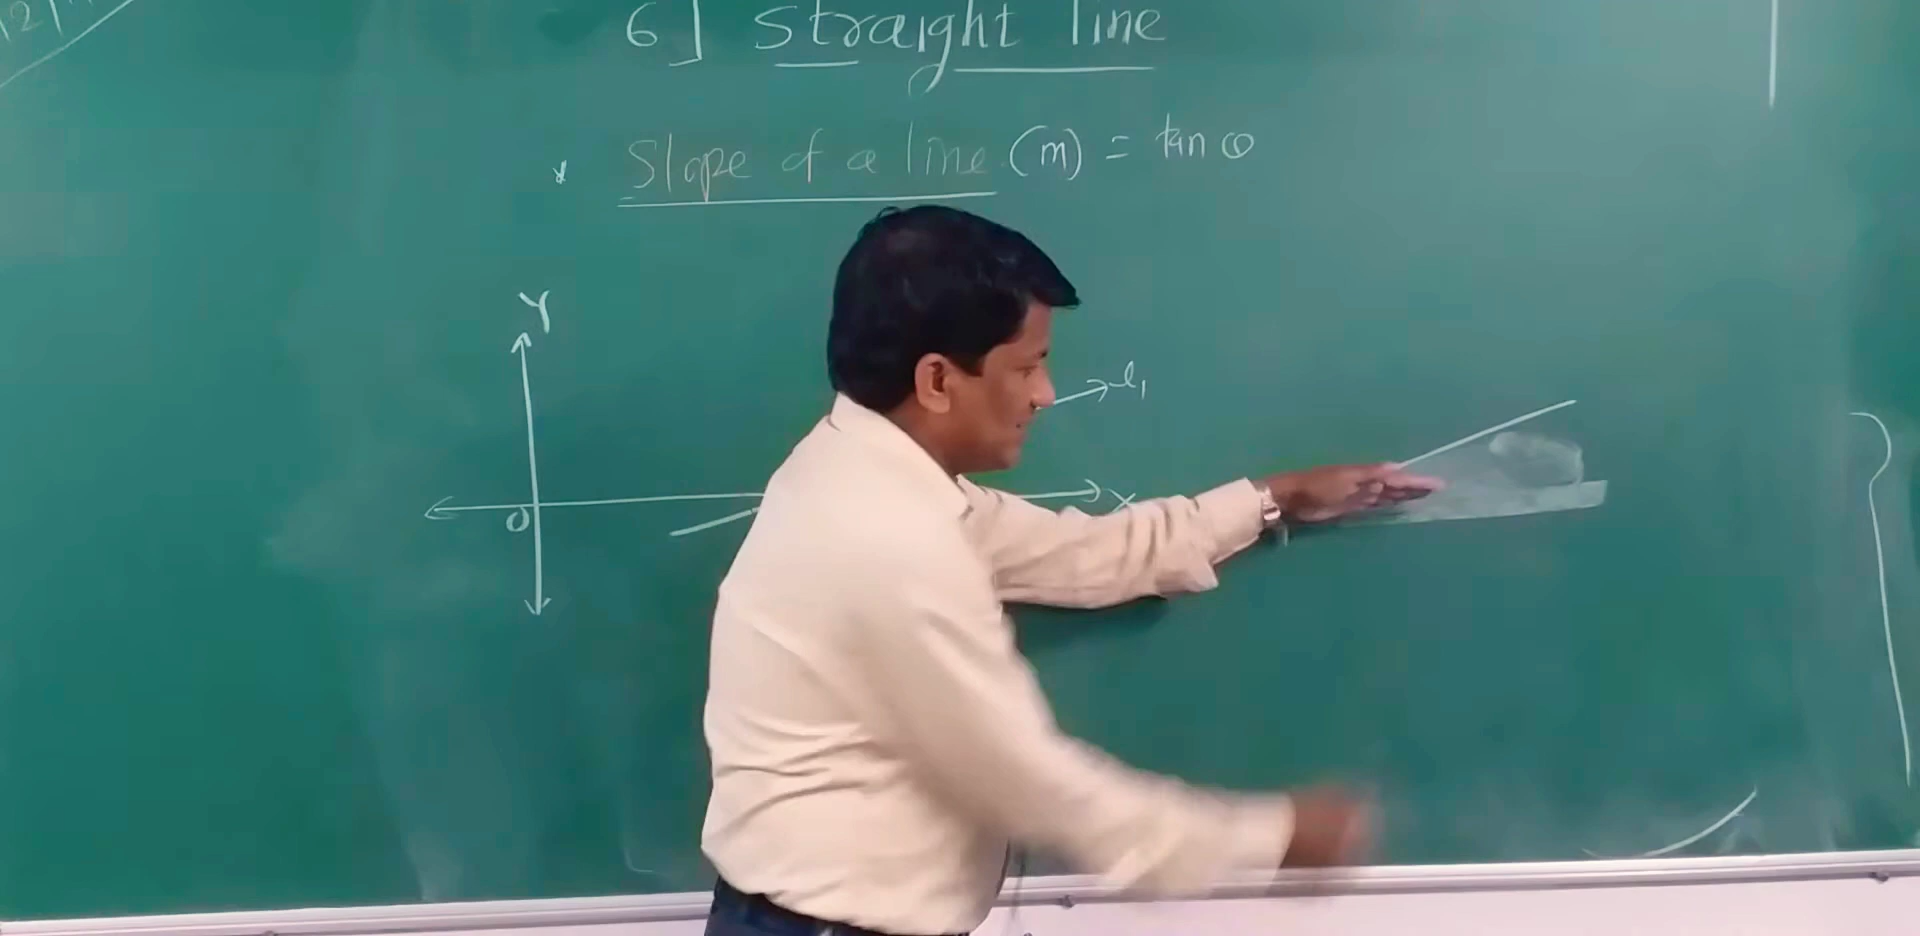 6] Straight line
Slope of a line (m) = tan θ
Y
l₁
X
O